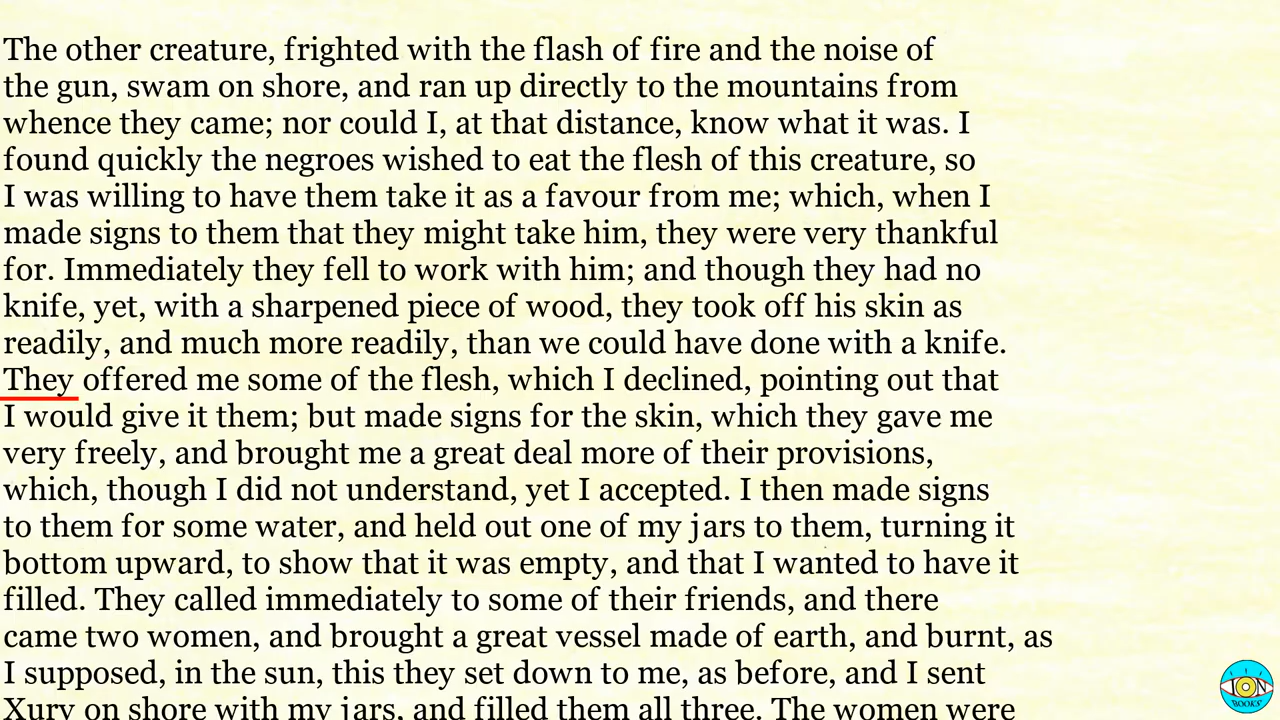 The other creature, frighted with the flash of fire and the noise of
the gun, swam on shore, and ran up directly to the mountains from
whence they came; nor could I, at that distance, know what it was. I
found quickly the negroes wished to eat the flesh of this creature, so
I was willing to have them take it as a favour from me; which, when I
made signs to them that they might take him, they were very thankful
for. Immediately they fell to work with him; and though they had no
knife, yet, with a sharpened piece of wood, they took off his skin as
readily, and much more readily, than we could have done with a knife.
They offered me some of the flesh, which I declined, pointing out that
I would give it them; but made signs for the skin, which they gave me
very freely, and brought me a great deal more of their provisions,
which, though I did not understand, yet I accepted. I then made signs
to them for some water, and held out one of my jars to them, turning it
bottom upward, to show that it was empty, and that I wanted to have it
filled. They called immediately to some of their friends, and there
came two women, and brought a great vessel made of earth, and burnt, as
I supposed, in the sun, this they set down to me, as before, and I sent
Xury on shore with my jars, and filled them all three. The women were
ION
BOOKS